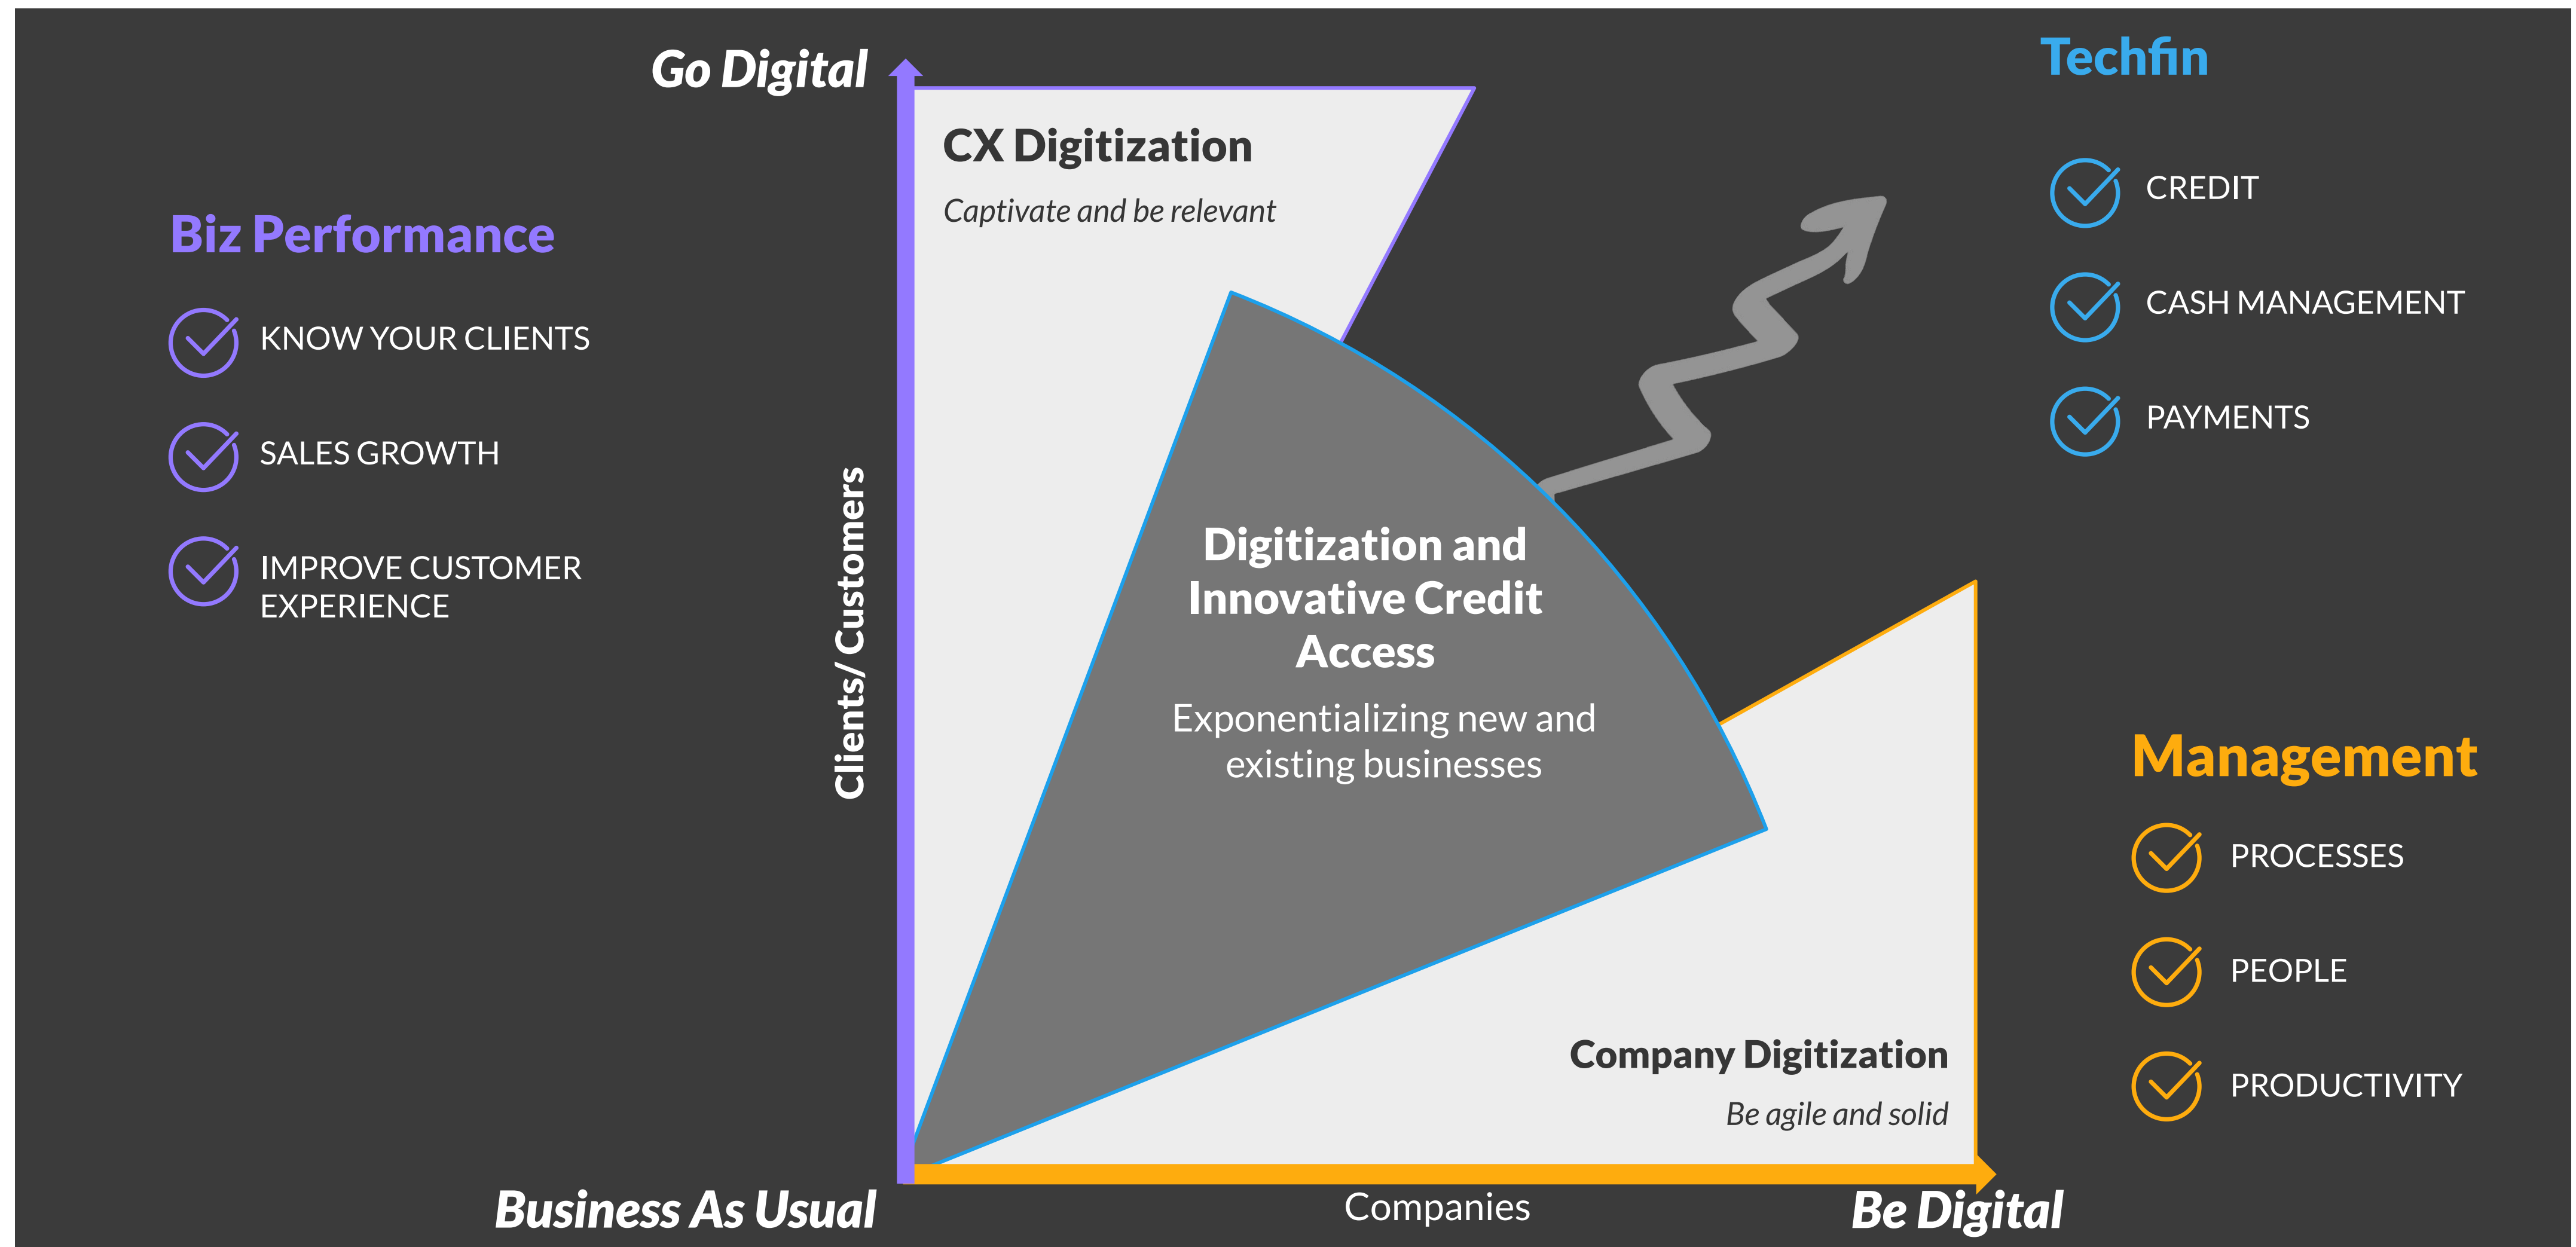 Go Digital
Techfin
CX Digitization
Captivate and be relevant
CREDIT
CASH MANAGEMENT
PAYMENTS
Biz Performance
KNOW YOUR CLIENTS
SALES GROWTH
IMPROVE CUSTOMER
EXPERIENCE
Clients/ Customers
Digitization and
Innovative Credit
Access
Exponentializing new and
existing businesses
Management
PROCESSES
PEOPLE
PRODUCTIVITY
Company Digitization
Be agile and solid
Business As Usual
Companies
Be Digital